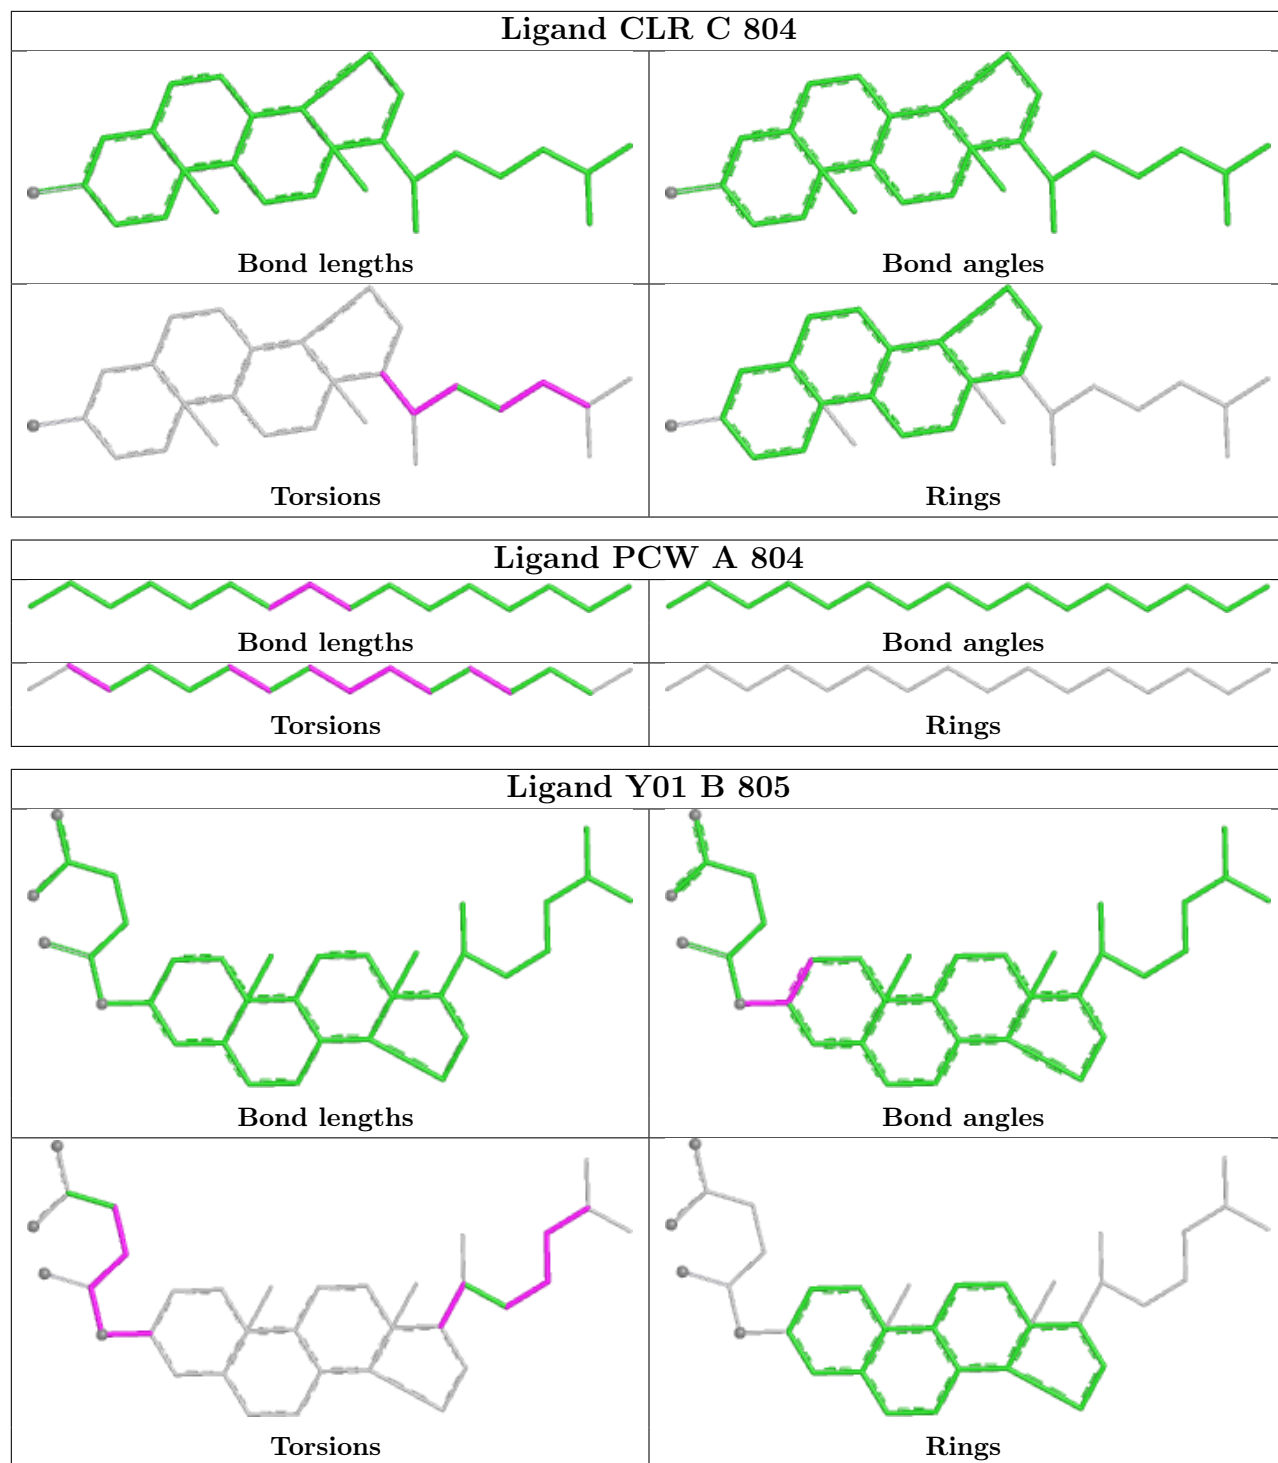 Ligand CLR C 804
Bond lengths
Bond angles
Torsions
Rings
Ligand PCW A 804
Bond lengths
Bond angles
Torsions
Rings
Ligand Y01 B 805
Bond lengths
Bond angles
Torsions
Rings